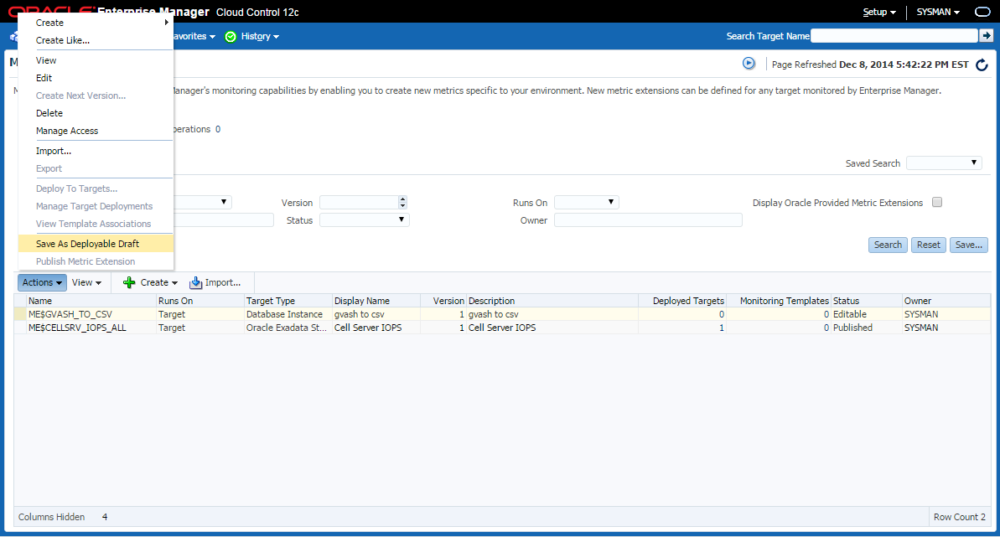 ORACLE Enterprise Manager Cloud Control 12c
Setup
SYSMAN
avorites
History
Search Target Name
Create
Create Like...
View
Edit
Create Next Version...
Delete
Manage Access
Import...
Export
Deploy To Targets...
Manage Target Deployments
View Template Associations
Save As Deployable Draft
Publish Metric Extension
Page Refreshed Dec 8, 2014 5:42:22 PM EST
Manager's monitoring capabilities by enabling you to create new metrics specific to your environment. New metric extensions can be defined for any target monitored by Enterprise Manager.
perations 0
Saved Search
Version
Runs On
Display Oracle Provided Metric Extensions
Status
Owner
Search Reset Save...
Actions View Create Import...
Name Runs On Target Type Display Name Version Description Deployed Targets Monitoring Templates Status Owner
ME$GVASH_TO_CSV Target Database Instance gvash to csv 1 gvash to csv 0 0 Editable SYSMAN
ME$CELLSRV_IOPS_ALL Target Oracle Exadata St... Cell Server IOPS 1 Cell Server IOPS 1 0 Published SYSMAN
Columns Hidden 4
Row Count 2